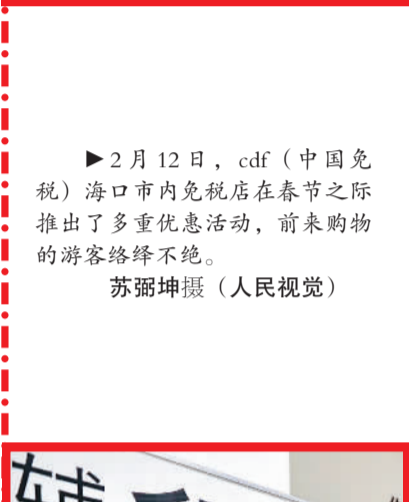 ▶2月12日，cdf（中国免
税）海口市内免税店在春节之际
推出了多重优惠活动，前来购物
的游客络绎不绝。
苏弼坤摄（人民视觉）